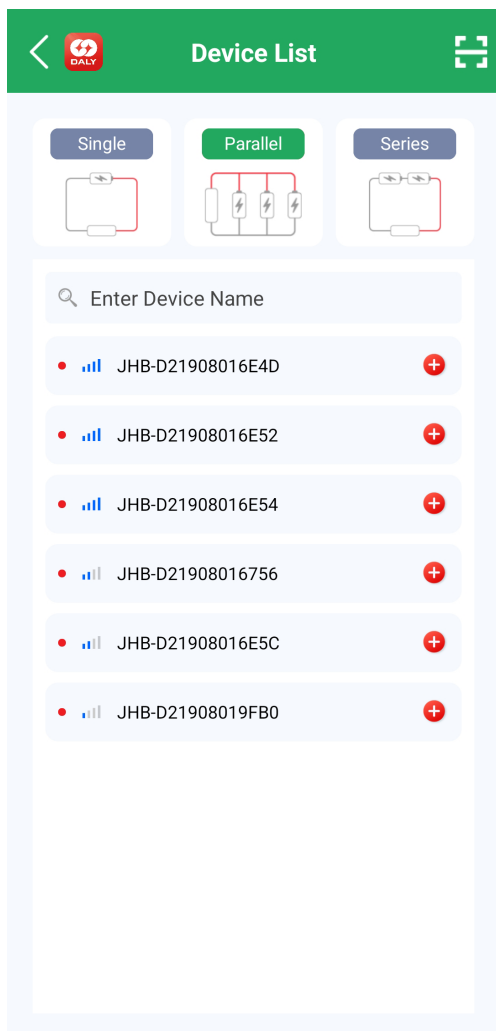 DALY
Device List
Single
Parallel
Series
Enter Device Name
JHB-D21908016E4D
JHB-D21908016E52
JHB-D21908016E54
JHB-D21908016756
JHB-D21908016E5C
JHB-D21908019FB0